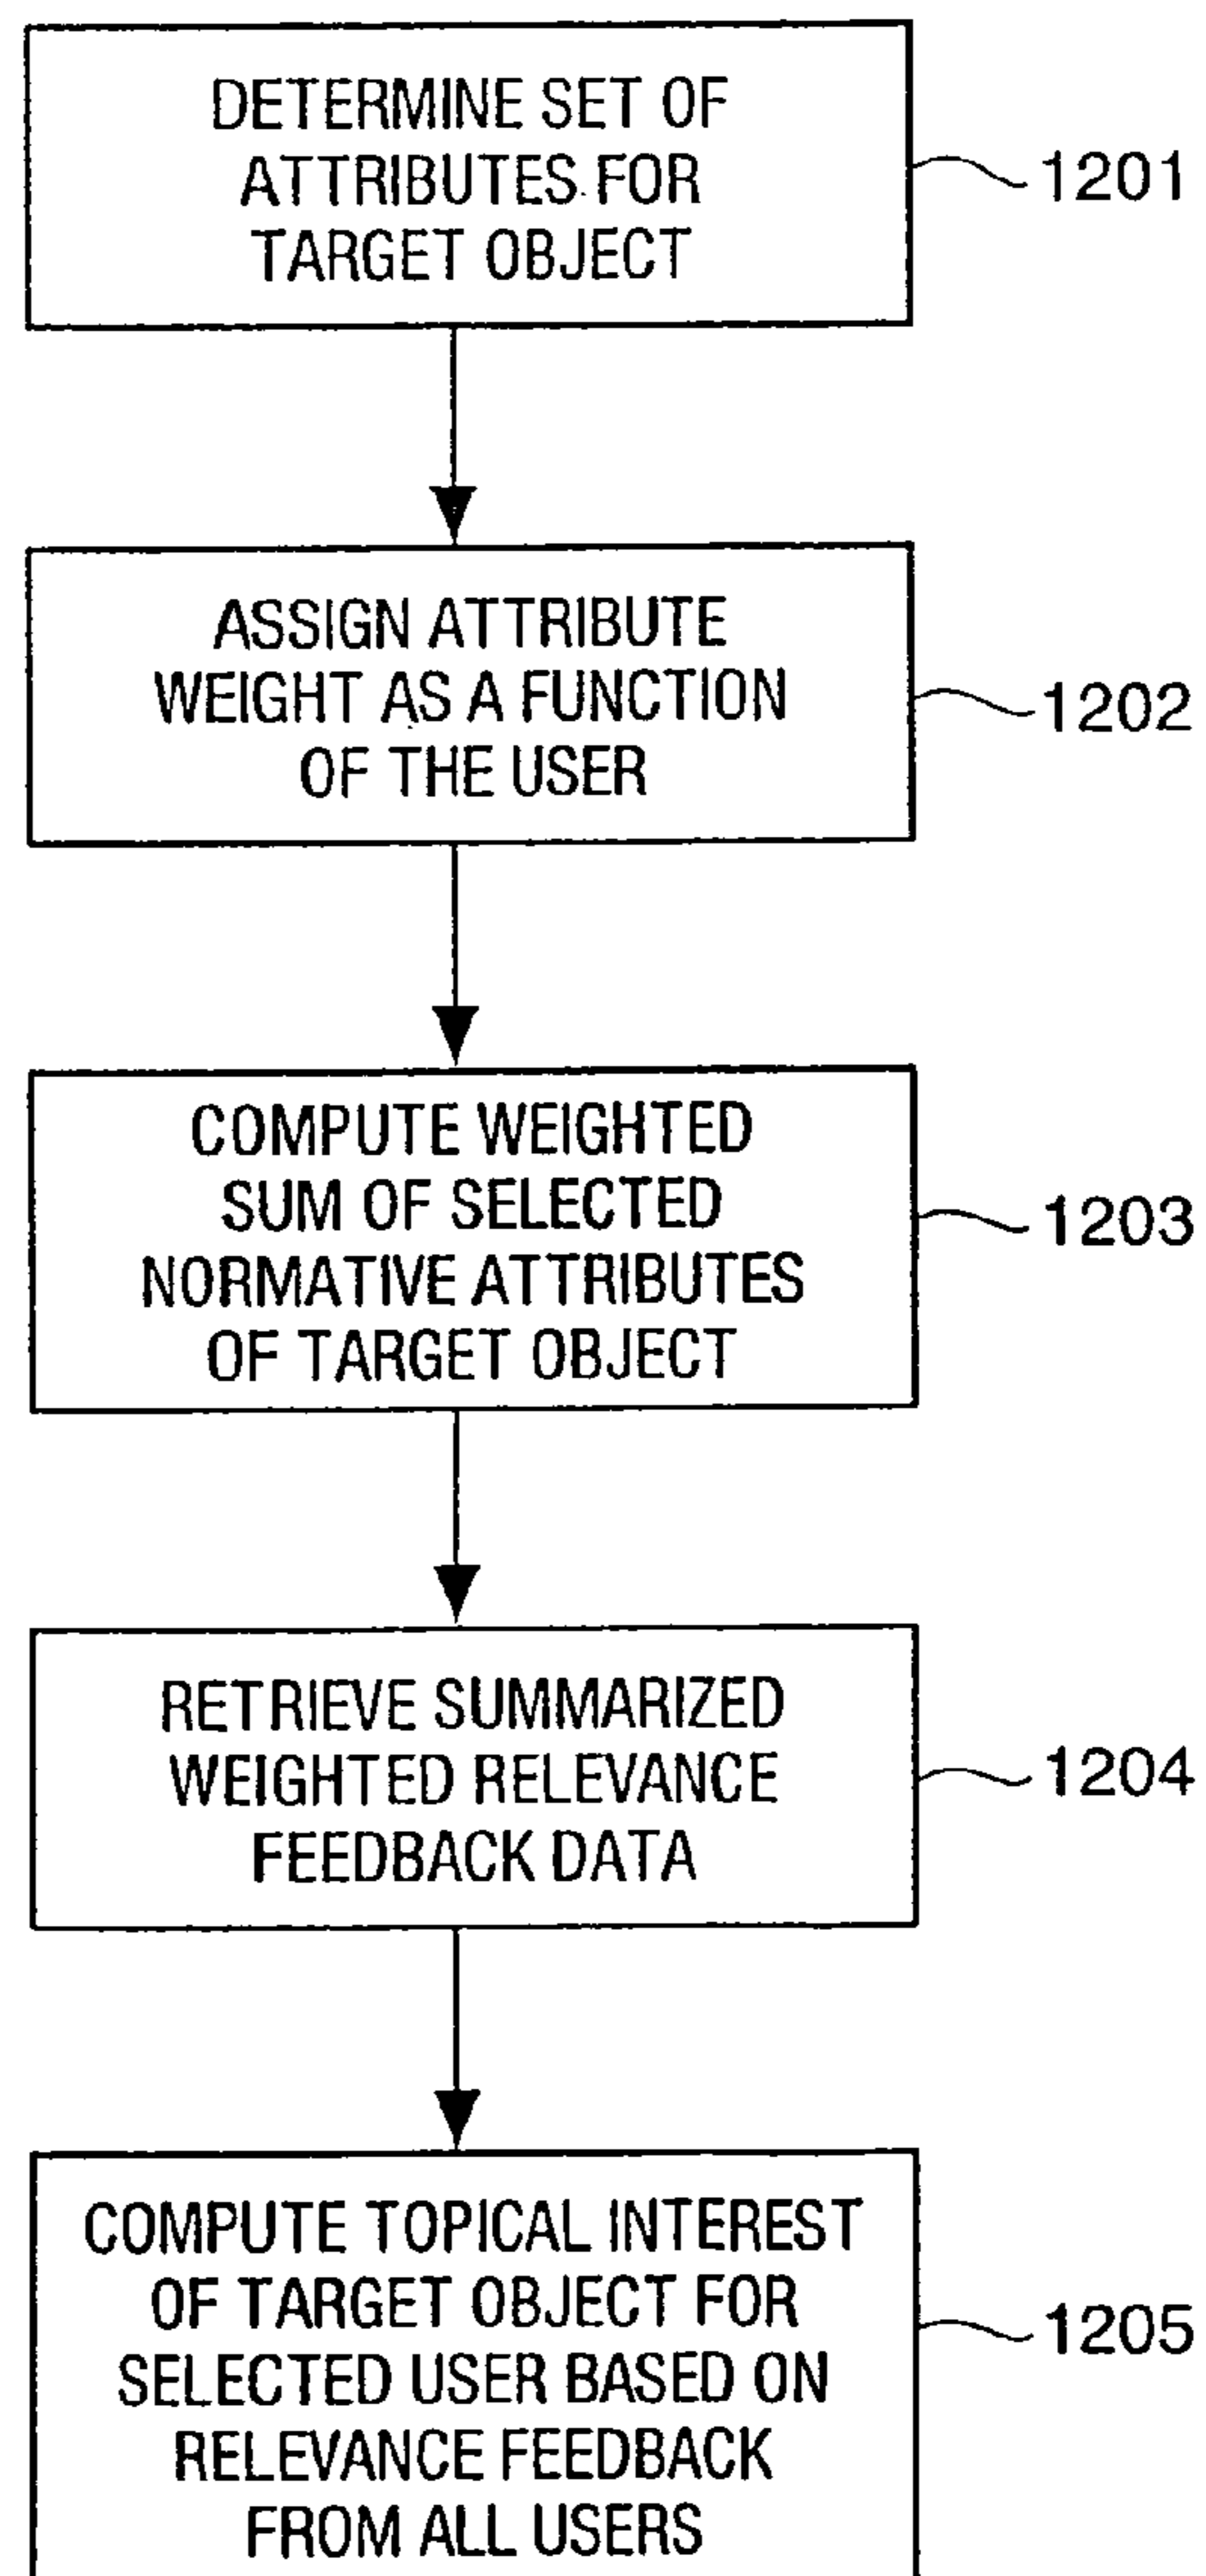 DETERMINE SET OF
ATTRIBUTES FOR
TARGET OBJECT
1201
ASSIGN ATTRIBUTE
WEIGHT AS A FUNCTION
OF THE USER
1202
COMPUTE WEIGHTED
SUM OF SELECTED
NORMATIVE ATTRIBUTES
OF TARGET OBJECT
1203
RETRIEVE SUMMARIZED
WEIGHTED RELEVANCE
FEEDBACK DATA
1204
COMPUTE TOPICAL INTEREST
OF TARGET OBJECT FOR
SELECTED USER BASED ON
RELEVANCE FEEDBACK
FROM ALL USERS
1205